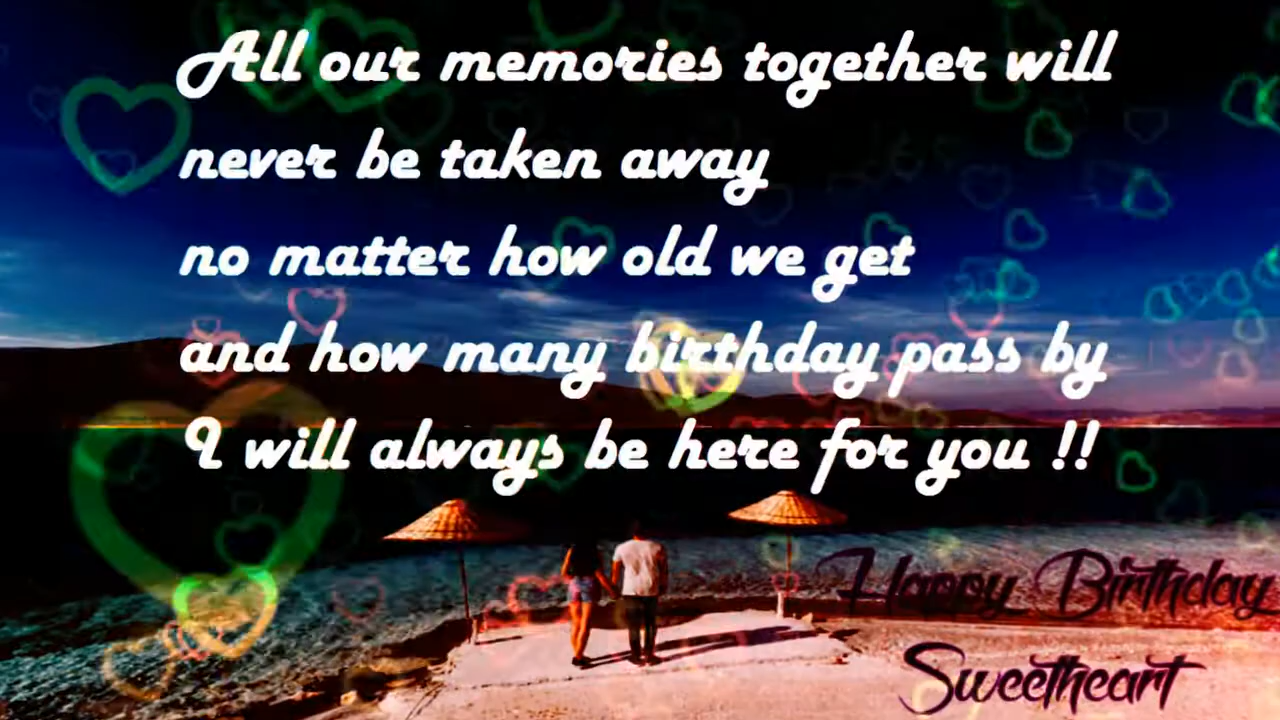 All our memories together will
never be taken away
no matter how old we get
and how many birthday pass by
I will always be here for you !!
Happy Birthday
Sweetheart